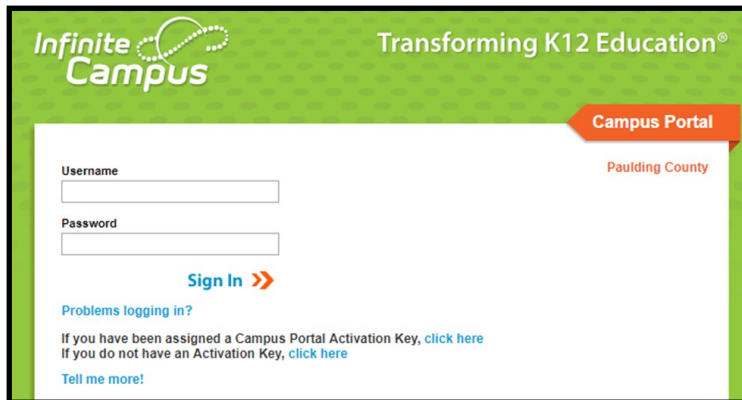 Infinite Campus
Transforming K12 Education®
Campus Portal
Paulding County
Username
Password
Sign In
Problems logging in?
If you have been assigned a Campus Portal Activation Key, click here
If you do not have an Activation Key, click here
Tell me more!